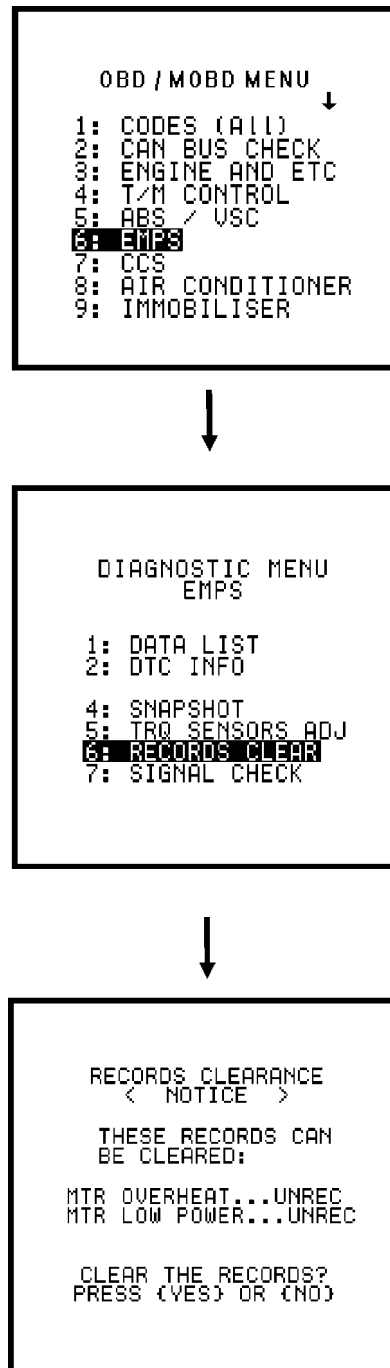 OBD / MOBD MENU
1: CODES (All)
2: CAN BUS CHECK
3: ENGINE AND ETC
4: T/M CONTROL
5: ABS / VSC
6: EMPS
7: CCS
8: AIR CONDITIONER
9: IMMOBILISER
DIAGNOSTIC MENU
EMPS
1: DATA LIST
2: DTC INFO
4: SNAPSHOT
5: TRQ SENSORS ADJ
6: RECORDS CLEAR
7: SIGNAL CHECK
RECORDS CLEARANCE
< NOTICE >
THESE RECORDS CAN
BE CLEARED:
MTR OVERHEAT...UNREC
MTR LOW POWER...UNREC
CLEAR THE RECORDS?
PRESS {YES} OR {NO}